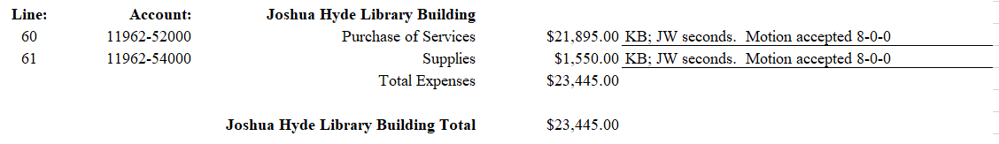 Line: Account: Joshua Hyde Library Building
60 11962-52000 Purchase of Services $21,895.00 KB; JW seconds. Motion accepted 8-0-0
61 11962-54000 Supplies $1,550.00 KB; JW seconds. Motion accepted 8-0-0
Total Expenses $23,445.00
Joshua Hyde Library Building Total $23,445.00